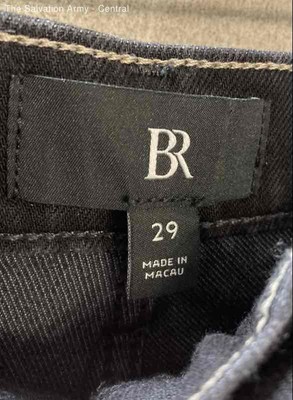 The Salvation Army - Central
BR
29
MADE IN
MACAU